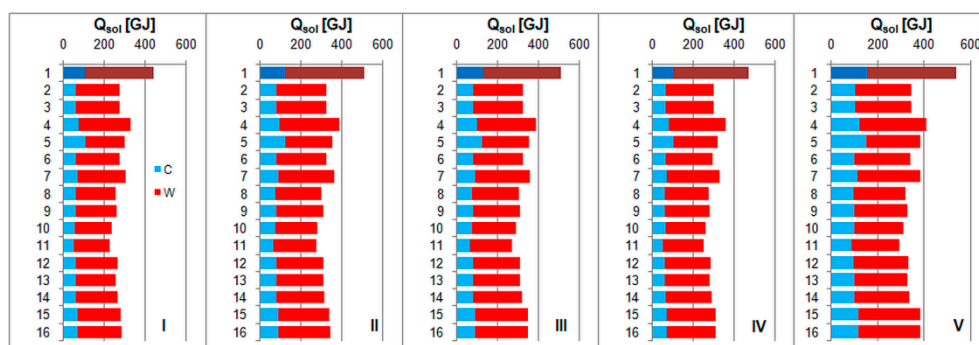 Qsol [GJ] Qsol [GJ] Qsol [GJ] Qsol [GJ] Qsol [GJ]
0 200 400 600 0 200 400 600 0 200 400 600 0 200 400 600 0 200 400 600
1 1 1 1 1
2 2 2 2 2
3 3 3 3 3
4 4 4 4 4
5 5 5 5 5
6 C 6 6 6 6
7 7 7 7 7
8 W 8 8 8 8
9 9 9 9 9
10 10 10 10 10
11 11 11 11 11
12 12 12 12 12
13 13 13 13 13
14 14 14 14 14
15 I 15 II 15 III 15 IV 15 V
16 16 16 16 16